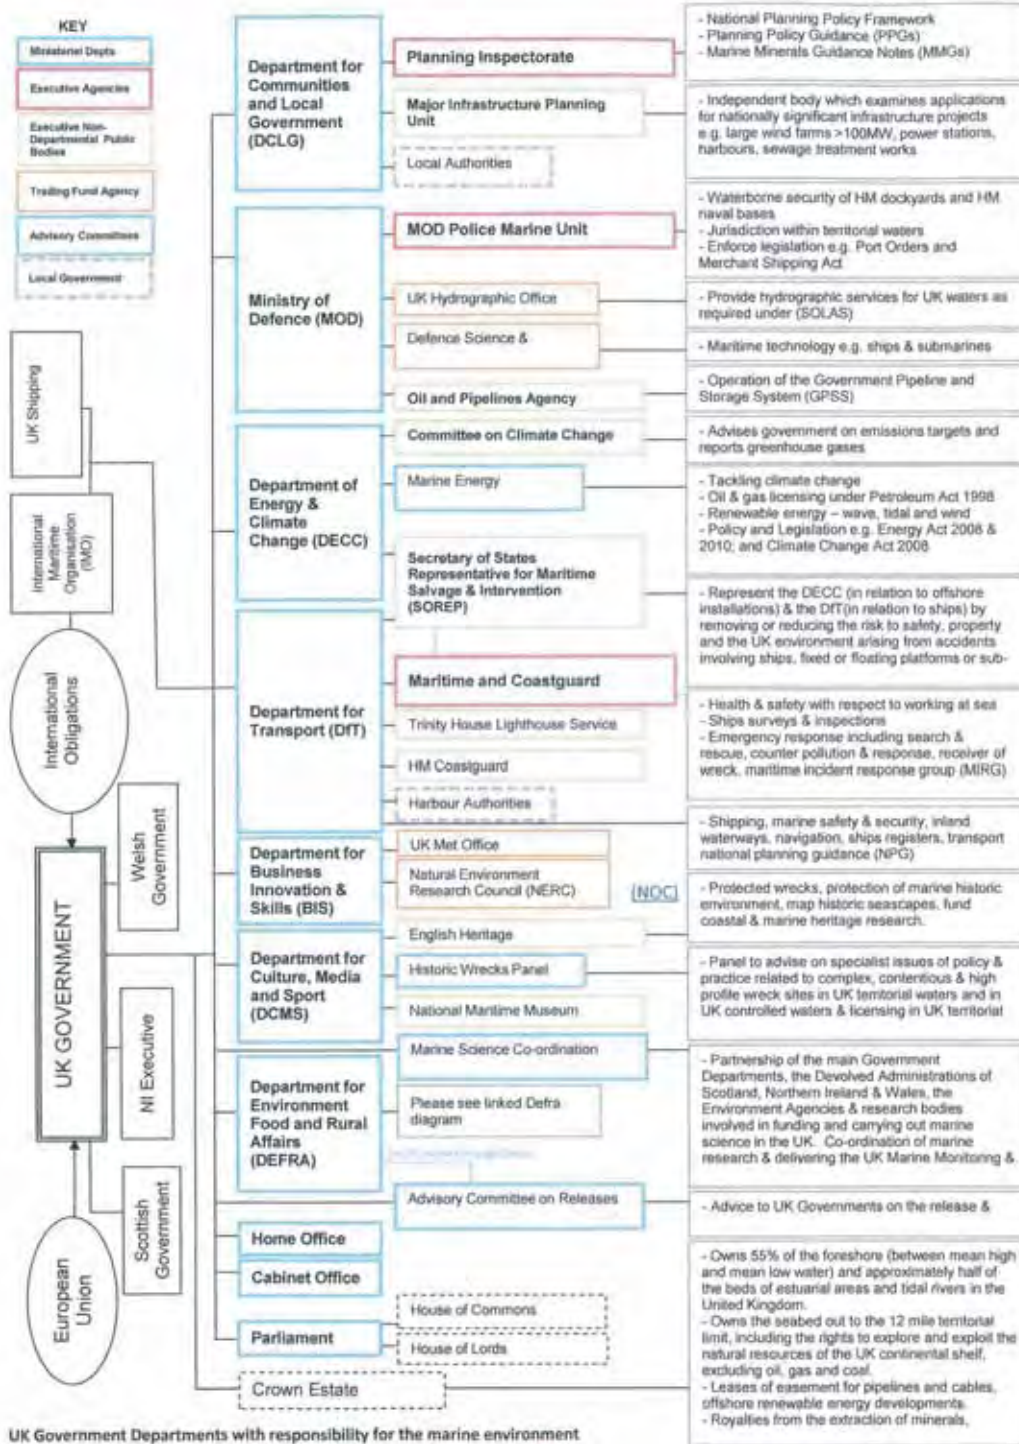 KEY
Ministerial Depts
Executive Agencies
Executive Non-
Departmental Public
Bodies
Trading Fund Agency
Advisory Committees
Local Government
UK Shipping
International
Maritime
Organisation
(IMO)
International
Obligations
Welsh
Government
UK GOVERNMENT
NI Executive
Scottish
Government
European
Union
Department for
Communities
and Local
Government
(DCLG)
Planning Inspectorate
- National Planning Policy Framework
- Planning Policy Guidance (PPGs)
- Marine Minerals Guidance Notes (MMGs)
Major Infrastructure Planning
Unit
- Independent body which examines applications
for nationally significant infrastructure projects
e.g. large wind farms >100MW, power stations,
harbours, sewage treatment works
Local Authorities
Ministry of
Defence (MOD)
MOD Police Marine Unit
- Waterborne security of HM dockyards and HM
naval bases
- Jurisdiction within territorial waters
- Enforce legislation e.g. Port Orders and
Merchant Shipping Act
UK Hydrographic Office
- Provide hydrographic services for UK waters as
required under (SOLAS)
Defence Science &
- Maritime technology e.g. ships & submarines
Oil and Pipelines Agency
- Operation of the Government Pipeline and
Storage System (GPSS)
Department of
Energy &
Climate
Change (DECC)
Committee on Climate Change
- Advises government on emissions targets and
reports greenhouse gases
Marine Energy
- Tackling climate change
- Oil & gas licensing under Petroleum Act 1998
- Renewable energy – wave, tidal and wind
- Policy and Legislation e.g. Energy Act 2008 &
2010; and Climate Change Act 2008
Secretary of States
Representative for Maritime
Salvage & Intervention
(SOREP)
- Represent the DECC (in relation to offshore
installations) & the DfT(in relation to ships) by
removing or reducing the risk to safety, property
and the UK environment arising from accidents
involving ships, fixed or floating platforms or sub-
Department for
Transport (DfT)
Maritime and Coastguard
- Health & safety with respect to working at sea
- Ships surveys & inspections
- Emergency response including search &
rescue, counter pollution & response, receiver of
wreck, maritime incident response group (MIRG)
Trinity House Lighthouse Service
HM Coastguard
Harbour Authorities
- Shipping, marine safety & security, inland
waterways, navigation, ships registers, transport
national planning guidance (NPG)
Department for
Business
Innovation &
Skills (BIS)
UK Met Office
Natural Environment
Research Council (NERC)
(NOC)
- Protected wrecks, protection of marine historic
environment, map historic seascapes, fund
coastal & marine heritage research.
Department for
Culture, Media
and Sport
(DCMS)
English Heritage
Historic Wrecks Panel
- Panel to advise on specialist issues of policy &
practice related to complex, contentious & high
profile wreck sites in UK territorial waters and in
UK controlled waters & licensing in UK territorial
National Maritime Museum
Marine Science Co-ordination
- Partnership of the main Government
Departments, the Devolved Administrations of
Scotland, Northern Ireland & Wales, the
Environment Agencies & research bodies
involved in funding and carrying out marine
science in the UK. Co-ordination of marine
research & delivering the UK Marine Monitoring &
Department for
Environment
Food and Rural
Affairs
(DEFRA)
Please see linked Defra
diagram
Advisory Committee on Releases
- Advice to UK Governments on the release &
Home Office
Cabinet Office
Parliament
House of Commons
House of Lords
Crown Estate
- Owns 55% of the foreshore (between mean high
and mean low water) and approximately half of
the beds of estuarial areas and tidal rivers in the
United Kingdom.
- Owns the seabed out to the 12 mile territorial
limit, including the rights to explore and exploit the
natural resources of the UK continental shelf,
excluding oil, gas and coal.
- Leases of easement for pipelines and cables,
offshore renewable energy developments.
- Royalties from the extraction of minerals,
UK Government Departments with responsibility for the marine environment